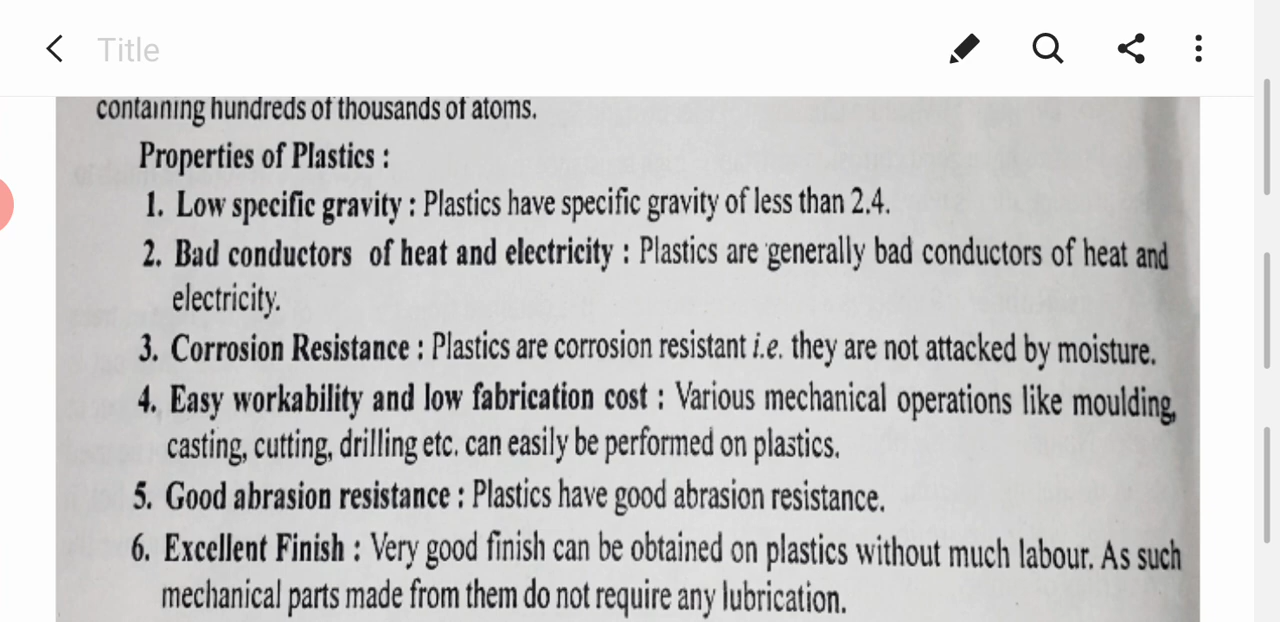 Title
containing hundreds of thousands of atoms.
Properties of Plastics :
1. Low specific gravity : Plastics have specific gravity of less than 2.4.
2. Bad conductors of heat and electricity : Plastics are generally bad conductors of heat and
electricity.
3. Corrosion Resistance : Plastics are corrosion resistant i.e. they are not attacked by moisture.
4. Easy workability and low fabrication cost : Various mechanical operations like moulding,
casting, cutting, drilling etc. can easily be performed on plastics.
5. Good abrasion resistance : Plastics have good abrasion resistance.
6. Excellent Finish : Very good finish can be obtained on plastics without much labour. As such
mechanical parts made from them do not require any lubrication.